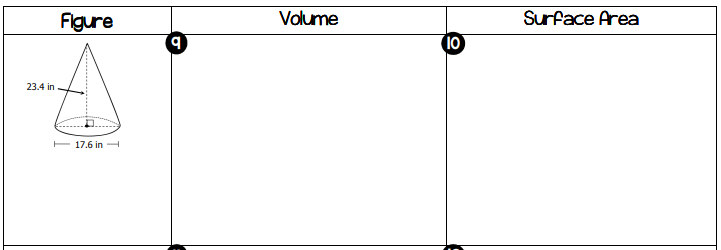 Figure
Volume
Surface Area
9
10
23.4 in
17.6 in